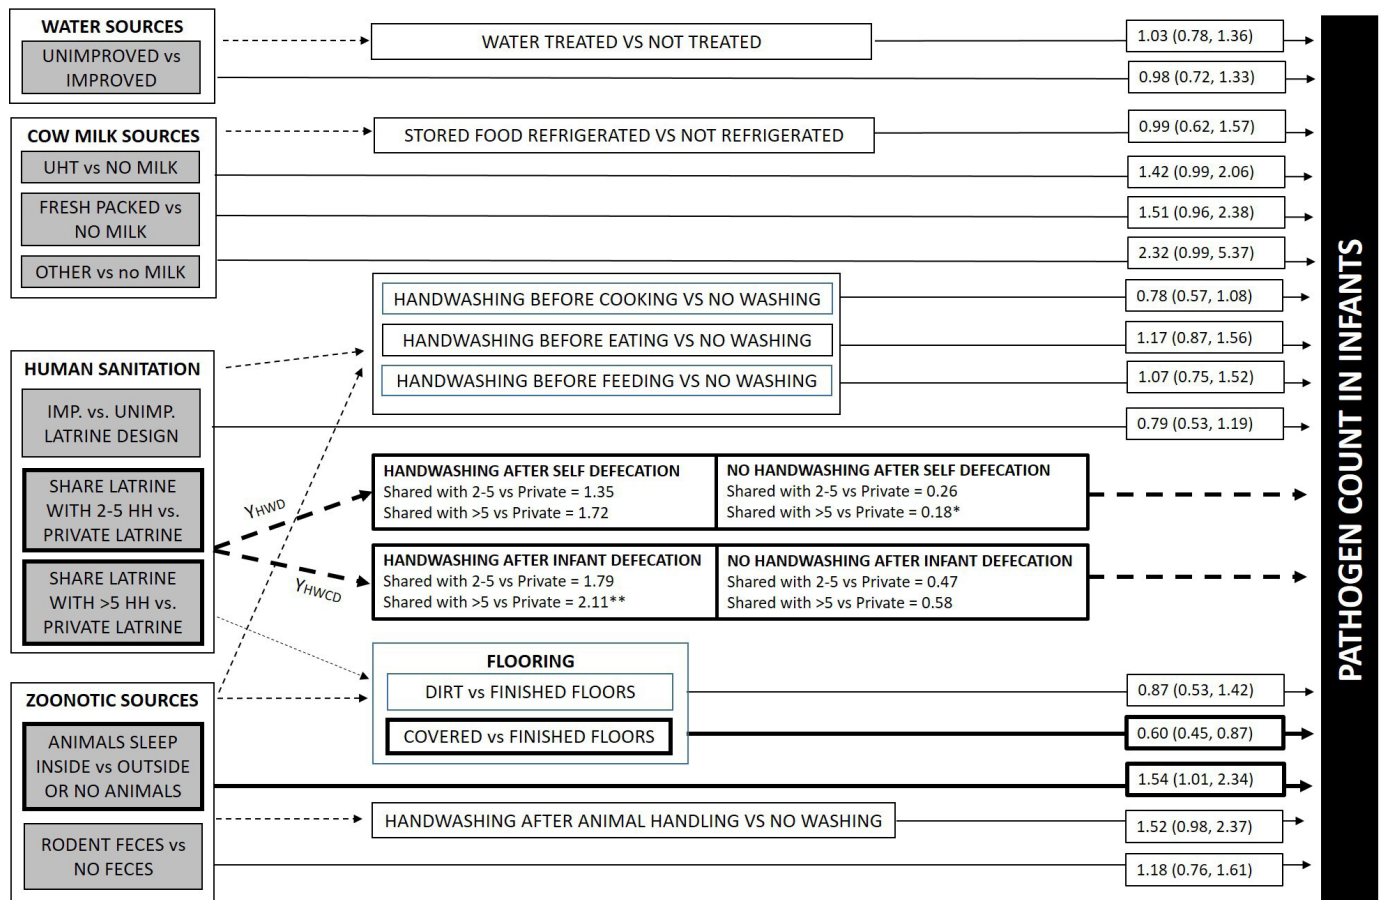 WATER SOURCES
UNIMPROVED vs
IMPROVED
WATER TREATED VS NOT TREATED
1.03 (0.78, 1.36)
0.98 (0.72, 1.33)
COW MILK SOURCES
UHT vs NO MILK
FRESH PACKED vs
NO MILK
OTHER vs no MILK
STORED FOOD REFRIGERATED VS NOT REFRIGERATED
0.99 (0.62, 1.57)
1.42 (0.99, 2.06)
1.51 (0.96, 2.38)
2.32 (0.99, 5.37)
HANDWASHING BEFORE COOKING VS NO WASHING
0.78 (0.57, 1.08)
HANDWASHING BEFORE EATING VS NO WASHING
1.17 (0.87, 1.56)
HANDWASHING BEFORE FEEDING VS NO WASHING
1.07 (0.75, 1.52)
HUMAN SANITATION
IMP. vs. UNIMP.
LATRINE DESIGN
0.79 (0.53, 1.19)
SHARE LATRINE
WITH 2-5 HH vs.
PRIVATE LATRINE
SHARE LATRINE
WITH >5 HH vs.
PRIVATE LATRINE
YHWD
YHWCD
HANDWASHING AFTER SELF DEFECATION
Shared with 2-5 vs Private = 1.35
Shared with >5 vs Private = 1.72
NO HANDWASHING AFTER SELF DEFECATION
Shared with 2-5 vs Private = 0.26
Shared with >5 vs Private = 0.18*
HANDWASHING AFTER INFANT DEFECATION
Shared with 2-5 vs Private = 1.79
Shared with >5 vs Private = 2.11**
NO HANDWASHING AFTER INFANT DEFECATION
Shared with 2-5 vs Private = 0.47
Shared with >5 vs Private = 0.58
FLOORING
DIRT vs FINISHED FLOORS
0.87 (0.53, 1.42)
COVERED vs FINISHED FLOORS
0.60 (0.45, 0.87)
ZOONOTIC SOURCES
ANIMALS SLEEP
INSIDE vs OUTSIDE
OR NO ANIMALS
1.54 (1.01, 2.34)
HANDWASHING AFTER ANIMAL HANDLING VS NO WASHING
1.52 (0.98, 2.37)
RODENT FECES vs
NO FECES
1.18 (0.76, 1.61)
PATHOGEN COUNT IN INFANTS